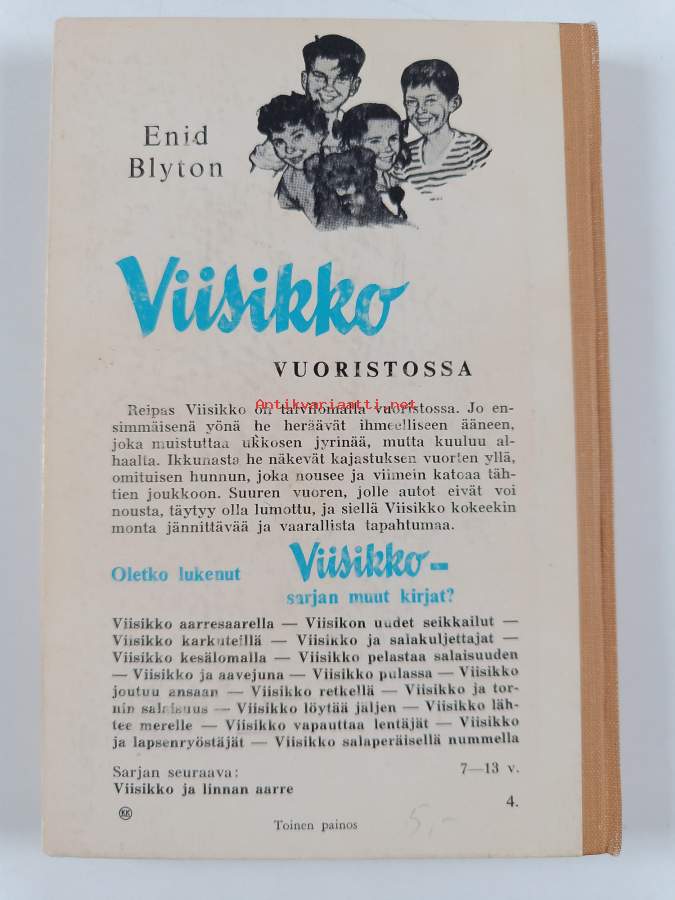 Enid
Blyton
Viisikko
VUORISTOSSA
Antikvariaatti.net
Reipas Viisikko on talvilomalla vuoristossa. Jo en-
simmäisenä yönä he heräävät ihmeelliseen ääneen,
joka muistuttaa ukkosen jyrinää, mutta kuuluu al-
haalta. Ikkunasta he näkevät kajastuksen vuorten yllä,
omituisen hunnun, joka nousee ja viimein katoaa täh-
tien joukkoon. Suuren vuoren, jolle autot eivät voi
nousta, täytyy olla lumottu, ja siellä Viisikko kokeekin
monta jännittävää ja vaarallista tapahtumaa.
Oletko lukenut Viisikko-
sarjan muut kirjat?
Viisikko aarresaarella — Viisikon uudet seikkailut —
Viisikko karkuteillä — Viisikko ja salakuljettajat —
Viisikko kesälomalla — Viisikko pelastaa salaisuuden
— Viisikko ja aavejuna — Viisikko pulassa — Viisikko
joutuu ansaan — Viisikko retkellä — Viisikko ja tor-
nin salaisuus — Viisikko löytää jäljen — Viisikko läh-
tee merelle — Viisikko vapauttaa lentäjät — Viisikko
ja lapsenryöstäjät — Viisikko salaperäisellä nummella
Sarjan seuraava: 7—13 v.
Viisikko ja linnan aarre
4.
KK
Toinen painos
5,-